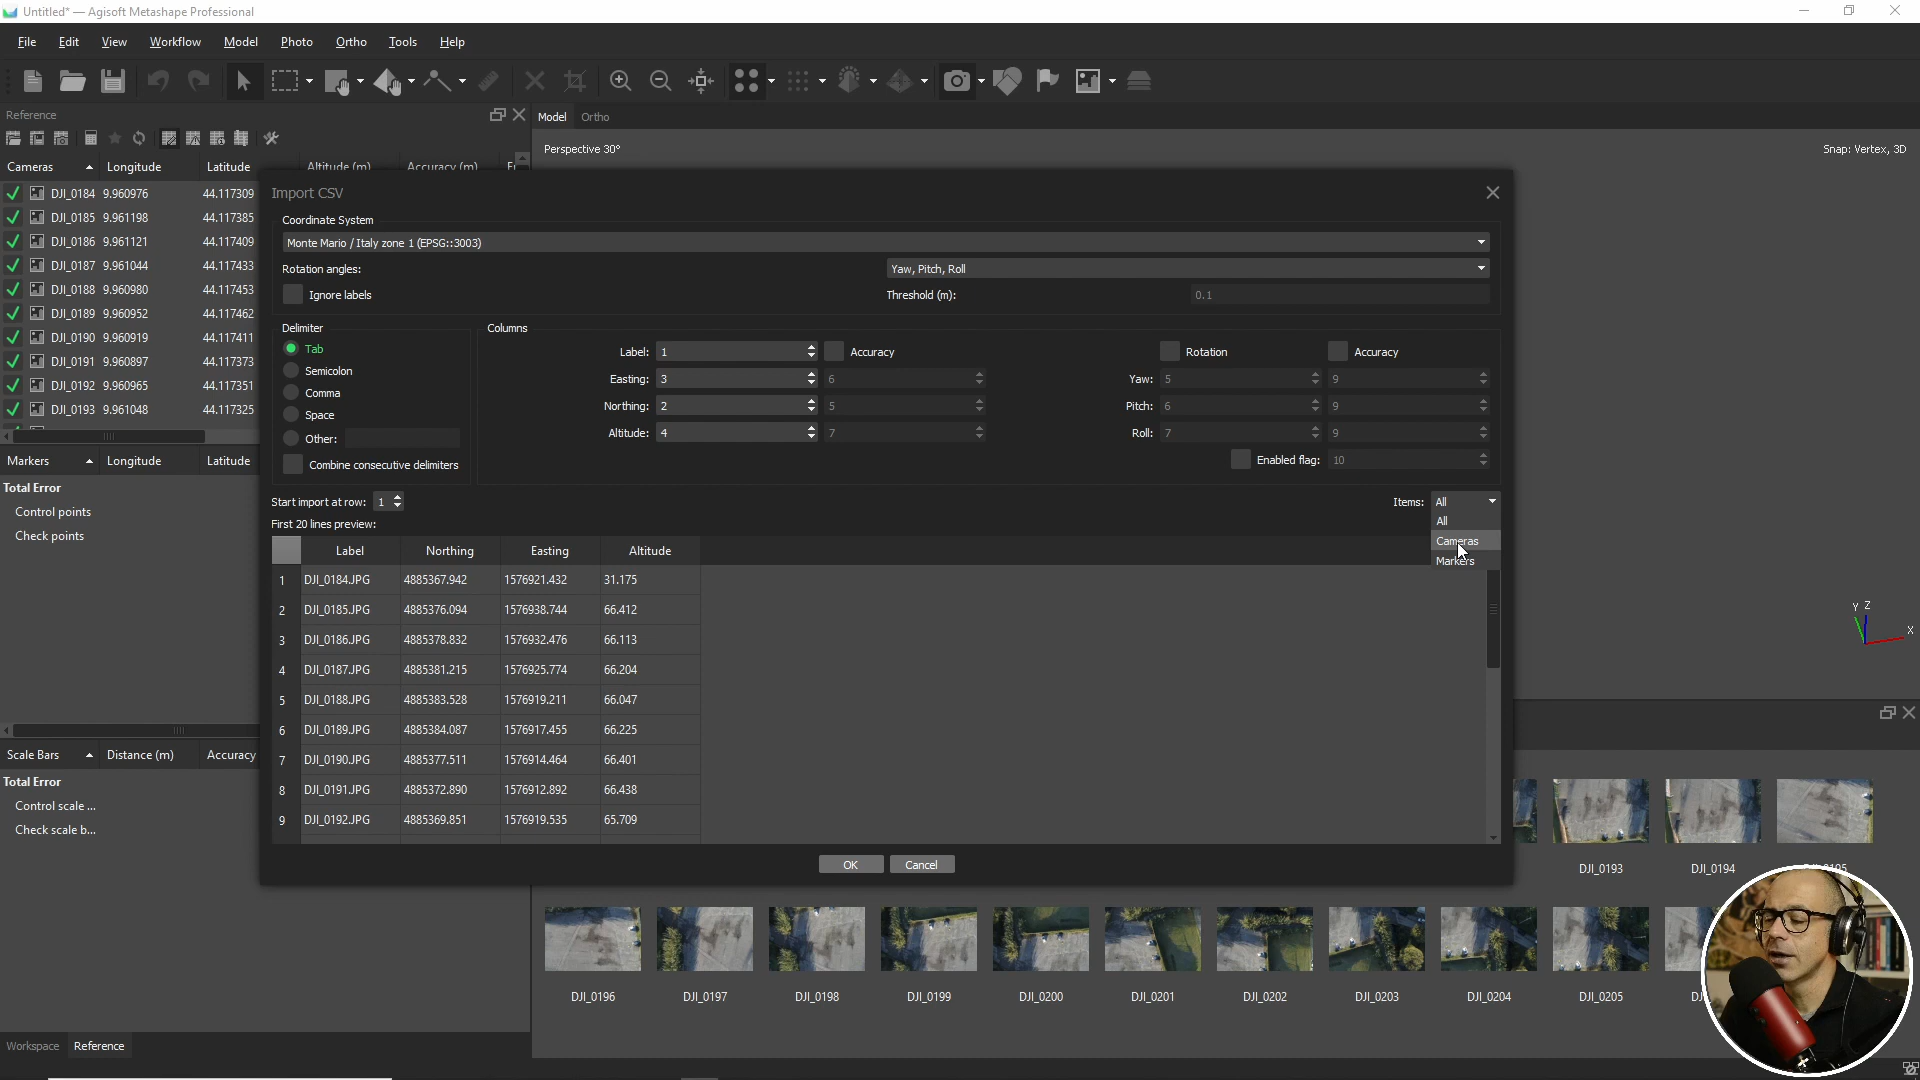 Untitled* — Agisoft Metashape Professional
File Edit View Workflow Model Photo Ortho Tools Help
Reference
Model Ortho
Perspective 30°
Snap: Vertex, 3D
Cameras Longitude Latitude Altitude (m) Accuracy (m)
DJI_0184 9.960976 44.117309
DJI_0185 9.961198 44.117385
DJI_0186 9.961121 44.117409
DJI_0187 9.961044 44.117433
DJI_0188 9.960980 44.117453
DJI_0189 9.960952 44.117462
DJI_0190 9.960919 44.117411
DJI_0191 9.960897 44.117373
DJI_0192 9.960965 44.117351
DJI_0193 9.961048 44.117325
Markers Longitude Latitude
Total Error
Control points
Check points
Scale Bars Distance (m) Accuracy
Total Error
Control scale ...
Check scale b...
Workspace Reference
Import CSV
Coordinate System
Monte Mario / Italy zone 1 (EPSG::3003)
Rotation angles: Yaw, Pitch, Roll
Ignore labels Threshold (m): 0.1
Delimiter
Tab
Semicolon
Comma
Space
Other:
Combine consecutive delimiters
Columns
Label: 1 Accuracy Rotation Accuracy
Easting: 3 6 Yaw: 5 9
Northing: 2 5 Pitch: 6 9
Altitude: 4 7 Roll: 7 9
Enabled flag: 10
Start import at row: 1
Items: All
All
Cameras
Markers
First 20 lines preview:
Label Northing Easting Altitude
1 DJI_0184.JPG 4885367.942 1576921.432 31.175
2 DJI_0185.JPG 4885376.094 1576938.744 66.412
3 DJI_0186.JPG 4885378.832 1576932.476 66.113
4 DJI_0187.JPG 4885381.215 1576925.774 66.204
5 DJI_0188.JPG 4885383.528 1576919.211 66.047
6 DJI_0189.JPG 4885384.087 1576917.455 66.225
7 DJI_0190.JPG 4885377.511 1576914.464 66.401
8 DJI_0191.JPG 4885372.890 1576912.892 66.438
9 DJI_0192.JPG 4885369.851 1576919.535 65.709
OK Cancel
Y Z
X
DJI_0193 DJI_0194
DJI_0196 DJI_0197 DJI_0198 DJI_0199 DJI_0200 DJI_0201 DJI_0202 DJI_0203 DJI_0204 DJI_0205